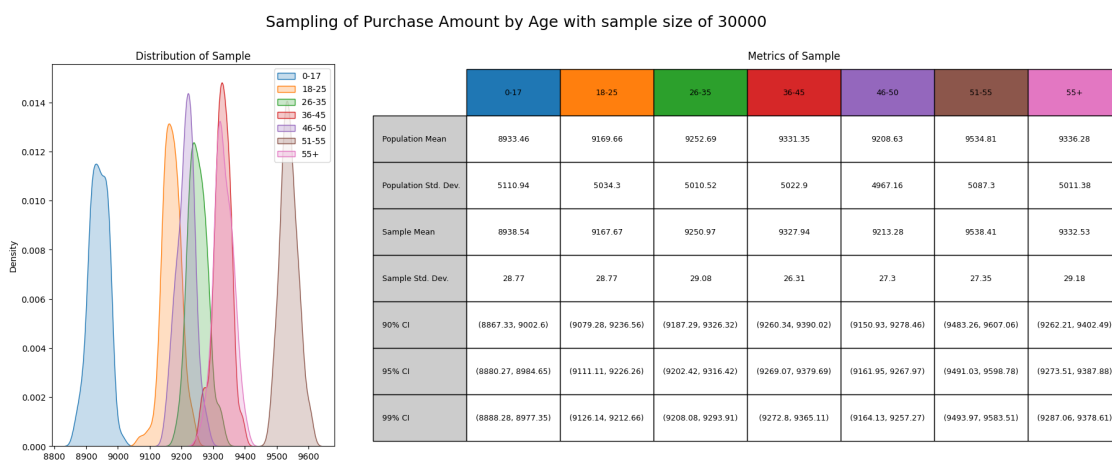 Sampling of Purchase Amount by Age with sample size of 30000
Distribution of Sample
0-17
18-25
26-35
36-45
46-50
51-55
55+
Density
0.014
0.012
0.010
0.008
0.006
0.004
0.002
0.000
8800 8900 9000 9100 9200 9300 9400 9500 9600
Metrics of Sample
0-17 18-25 26-35 36-45 46-50 51-55 55+
Population Mean 8933.46 9169.66 9252.69 9331.35 9208.63 9534.81 9336.28
Population Std. Dev. 5110.94 5034.3 5010.52 5022.9 4967.16 5087.3 5011.38
Sample Mean 8938.54 9167.67 9250.97 9327.94 9213.28 9538.41 9332.53
Sample Std. Dev. 28.77 28.77 29.08 26.31 27.3 27.35 29.18
90% CI (8867.33, 9002.6) (9079.28, 9236.56) (9187.29, 9326.32) (9260.34, 9390.02) (9150.93, 9278.46) (9483.26, 9607.06) (9262.21, 9402.49)
95% CI (8880.27, 8984.65) (9111.11, 9226.26) (9202.42, 9316.42) (9269.07, 9379.69) (9161.95, 9267.97) (9491.03, 9598.78) (9273.51, 9387.88)
99% CI (8888.28, 8977.35) (9126.14, 9212.66) (9208.08, 9293.91) (9272.8, 9365.11) (9164.13, 9257.27) (9493.97, 9583.51) (9287.06, 9378.61)